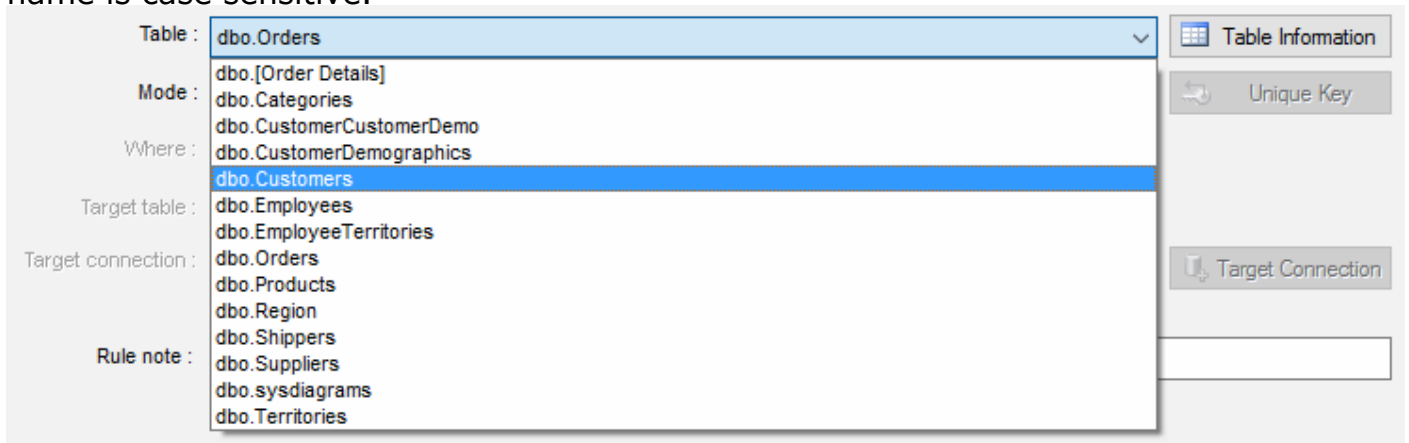 name is case sensitive.
Table : dbo.Orders Table Information
dbo.[Order Details]
Mode : dbo.Categories Unique Key
dbo.CustomerCustomerDemo
Where : dbo.CustomerDemographics
dbo.Customers
Target table : dbo.Employees
dbo.EmployeeTerritories
Target connection : dbo.Orders Target Connection
dbo.Products
dbo.Region
dbo.Shippers
Rule note : dbo.Suppliers
dbo.sysdiagrams
dbo.Territories